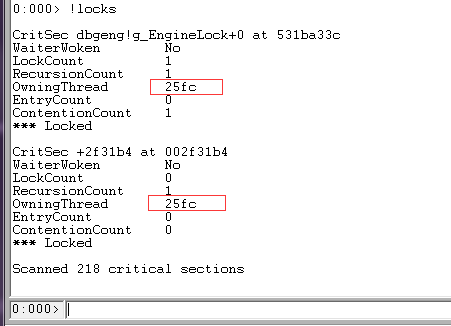 0:000> !locks
CritSec dbgeng!g_EngineLock+0 at 531ba33c
WaiterWoken No
LockCount 1
RecursionCount 1
OwningThread 25fc
EntryCount 0
ContentionCount 1
*** Locked
CritSec +2f31b4 at 002f31b4
WaiterWoken No
LockCount 0
RecursionCount 1
OwningThread 25fc
EntryCount 0
ContentionCount 0
*** Locked
Scanned 218 critical sections
0:000>